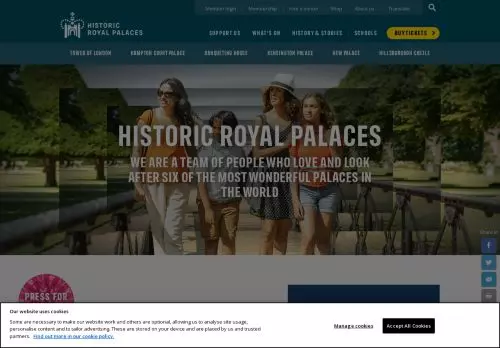 Member login
Membership
Hire a venue
Shop
About us
Translate
HISTORIC
ROYAL PALACES
SUPPORT US
WHAT'S ON
HISTORY & STORIES
SCHOOLS
BUY TICKETS
TOWER OF LONDON
HAMPTON COURT PALACE
BANQUETING HOUSE
KENSINGTON PALACE
KEW PALACE
HILLSBOROUGH CASTLE
HISTORIC ROYAL PALACES
WE ARE A TEAM OF PEOPLE WHO LOVE AND LOOK
AFTER SIX OF THE MOST WONDERFUL PALACES IN
THE WORLD
Share it
PRESS FOR
Our website uses cookies
Some are necessary to make our website work and others are optional, allowing us to analyse site usage,
personalise content and to tailor advertising. These are stored on your device and are placed by us and trusted
partners. Find out more in our cookie policy.
Manage cookies
Accept All Cookies